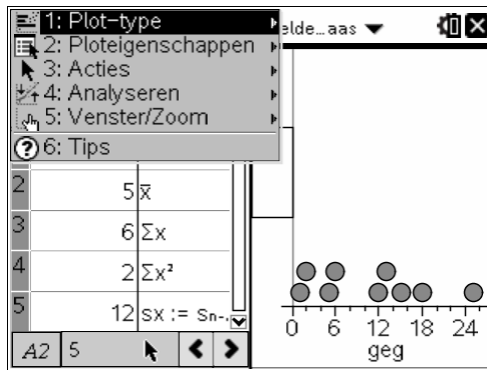 1: Plot-type
2: Ploteigenschappen
3: Acties
4: Analyseren
5: Venster/Zoom
6: Tips
elde…aas
2 5 x̄
3 6 Σx
4 2 Σx²
5 12 sx := sn-…
A2 5
0 6 12 18 24
geg